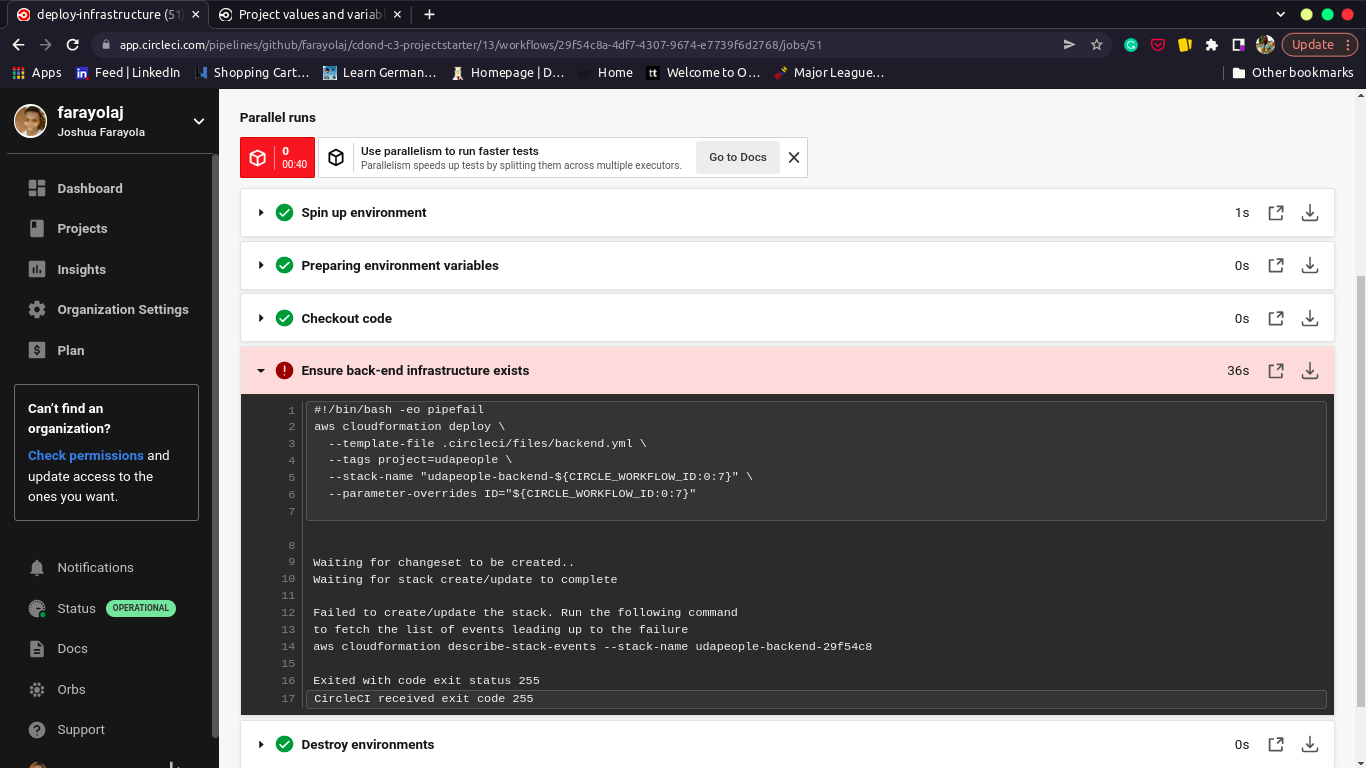 deploy-infrastructure (51)
Project values and variab
app.circleci.com/pipelines/github/farayolaj/cdond-c3-projectstarter/13/workflows/29f54c8a-4df7-4307-9674-e7739f6d2768/jobs/51
Update
Apps
Feed | LinkedIn
Shopping Cart…
Learn German…
Homepage | D…
Home
Welcome to O…
Major League…
Other bookmarks
farayolaj
Joshua Farayola
Dashboard
Projects
Insights
Organization Settings
Plan
Can't find an
organization?
Check permissions and
update access to the
ones you want.
Notifications
Status OPERATIONAL
Docs
Orbs
Support
Parallel runs
0
00:40
Use parallelism to run faster tests
Parallelism speeds up tests by splitting them across multiple executors.
Go to Docs
Spin up environment 1s
Preparing environment variables 0s
Checkout code 0s
Ensure back-end infrastructure exists 36s
1 #!/bin/bash -eo pipefail
2 aws cloudformation deploy \
3 --template-file .circleci/files/backend.yml \
4 --tags project=udapeople \
5 --stack-name "udapeople-backend-${CIRCLE_WORKFLOW_ID:0:7}" \
6 --parameter-overrides ID="${CIRCLE_WORKFLOW_ID:0:7}"
7
8
9 Waiting for changeset to be created..
10 Waiting for stack create/update to complete
11
12 Failed to create/update the stack. Run the following command
13 to fetch the list of events leading up to the failure
14 aws cloudformation describe-stack-events --stack-name udapeople-backend-29f54c8
15
16 Exited with code exit status 255
17 CircleCI received exit code 255
Destroy environments 0s